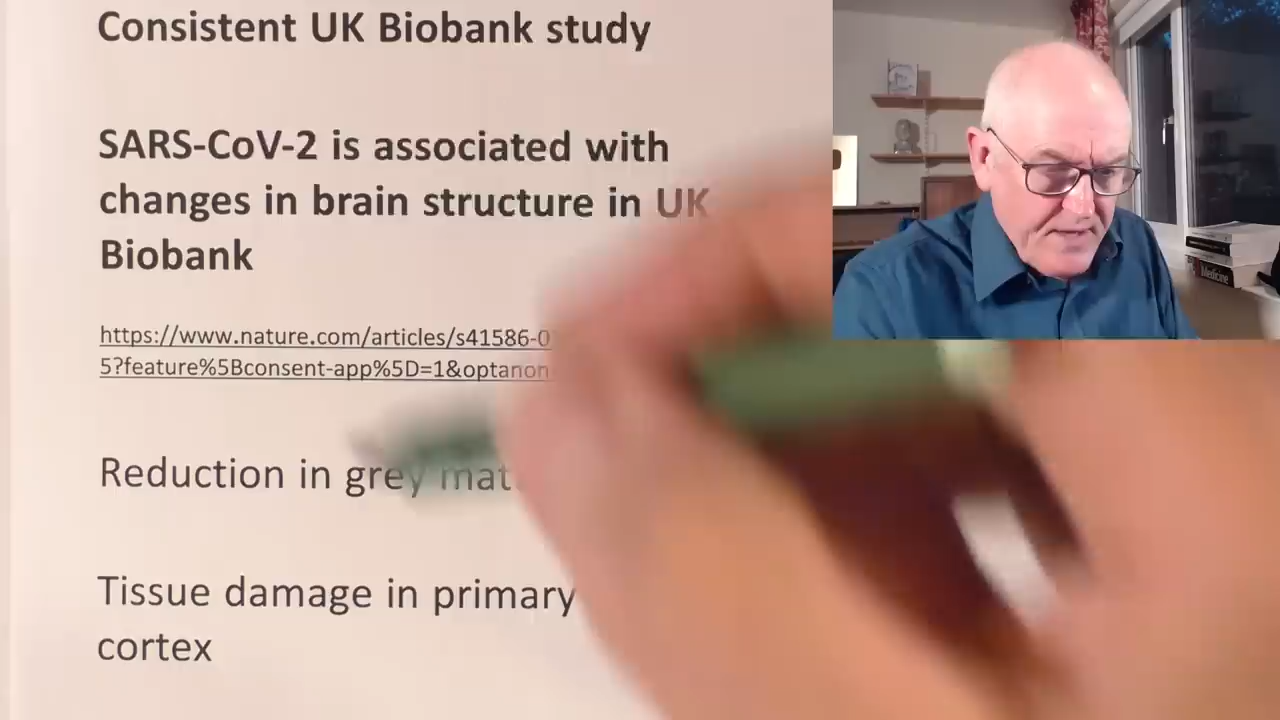 Consistent UK Biobank study
SARS-CoV-2 is associated with
changes in brain structure in UK
Biobank
https://www.nature.com/articles/s41586-0
5?feature%5Bconsent-app%5D=1&optanon
Reduction in grey mat
Tissue damage in primary
cortex
Medicine